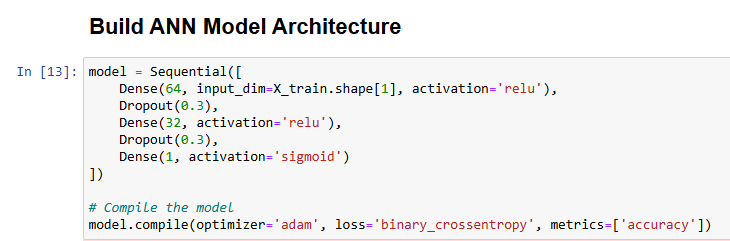 Build ANN Model Architecture
In [13]: model = Sequential([
    Dense(64, input_dim=X_train.shape[1], activation='relu'),
    Dropout(0.3),
    Dense(32, activation='relu'),
    Dropout(0.3),
    Dense(1, activation='sigmoid')
])
# Compile the model
model.compile(optimizer='adam', loss='binary_crossentropy', metrics=['accuracy'])